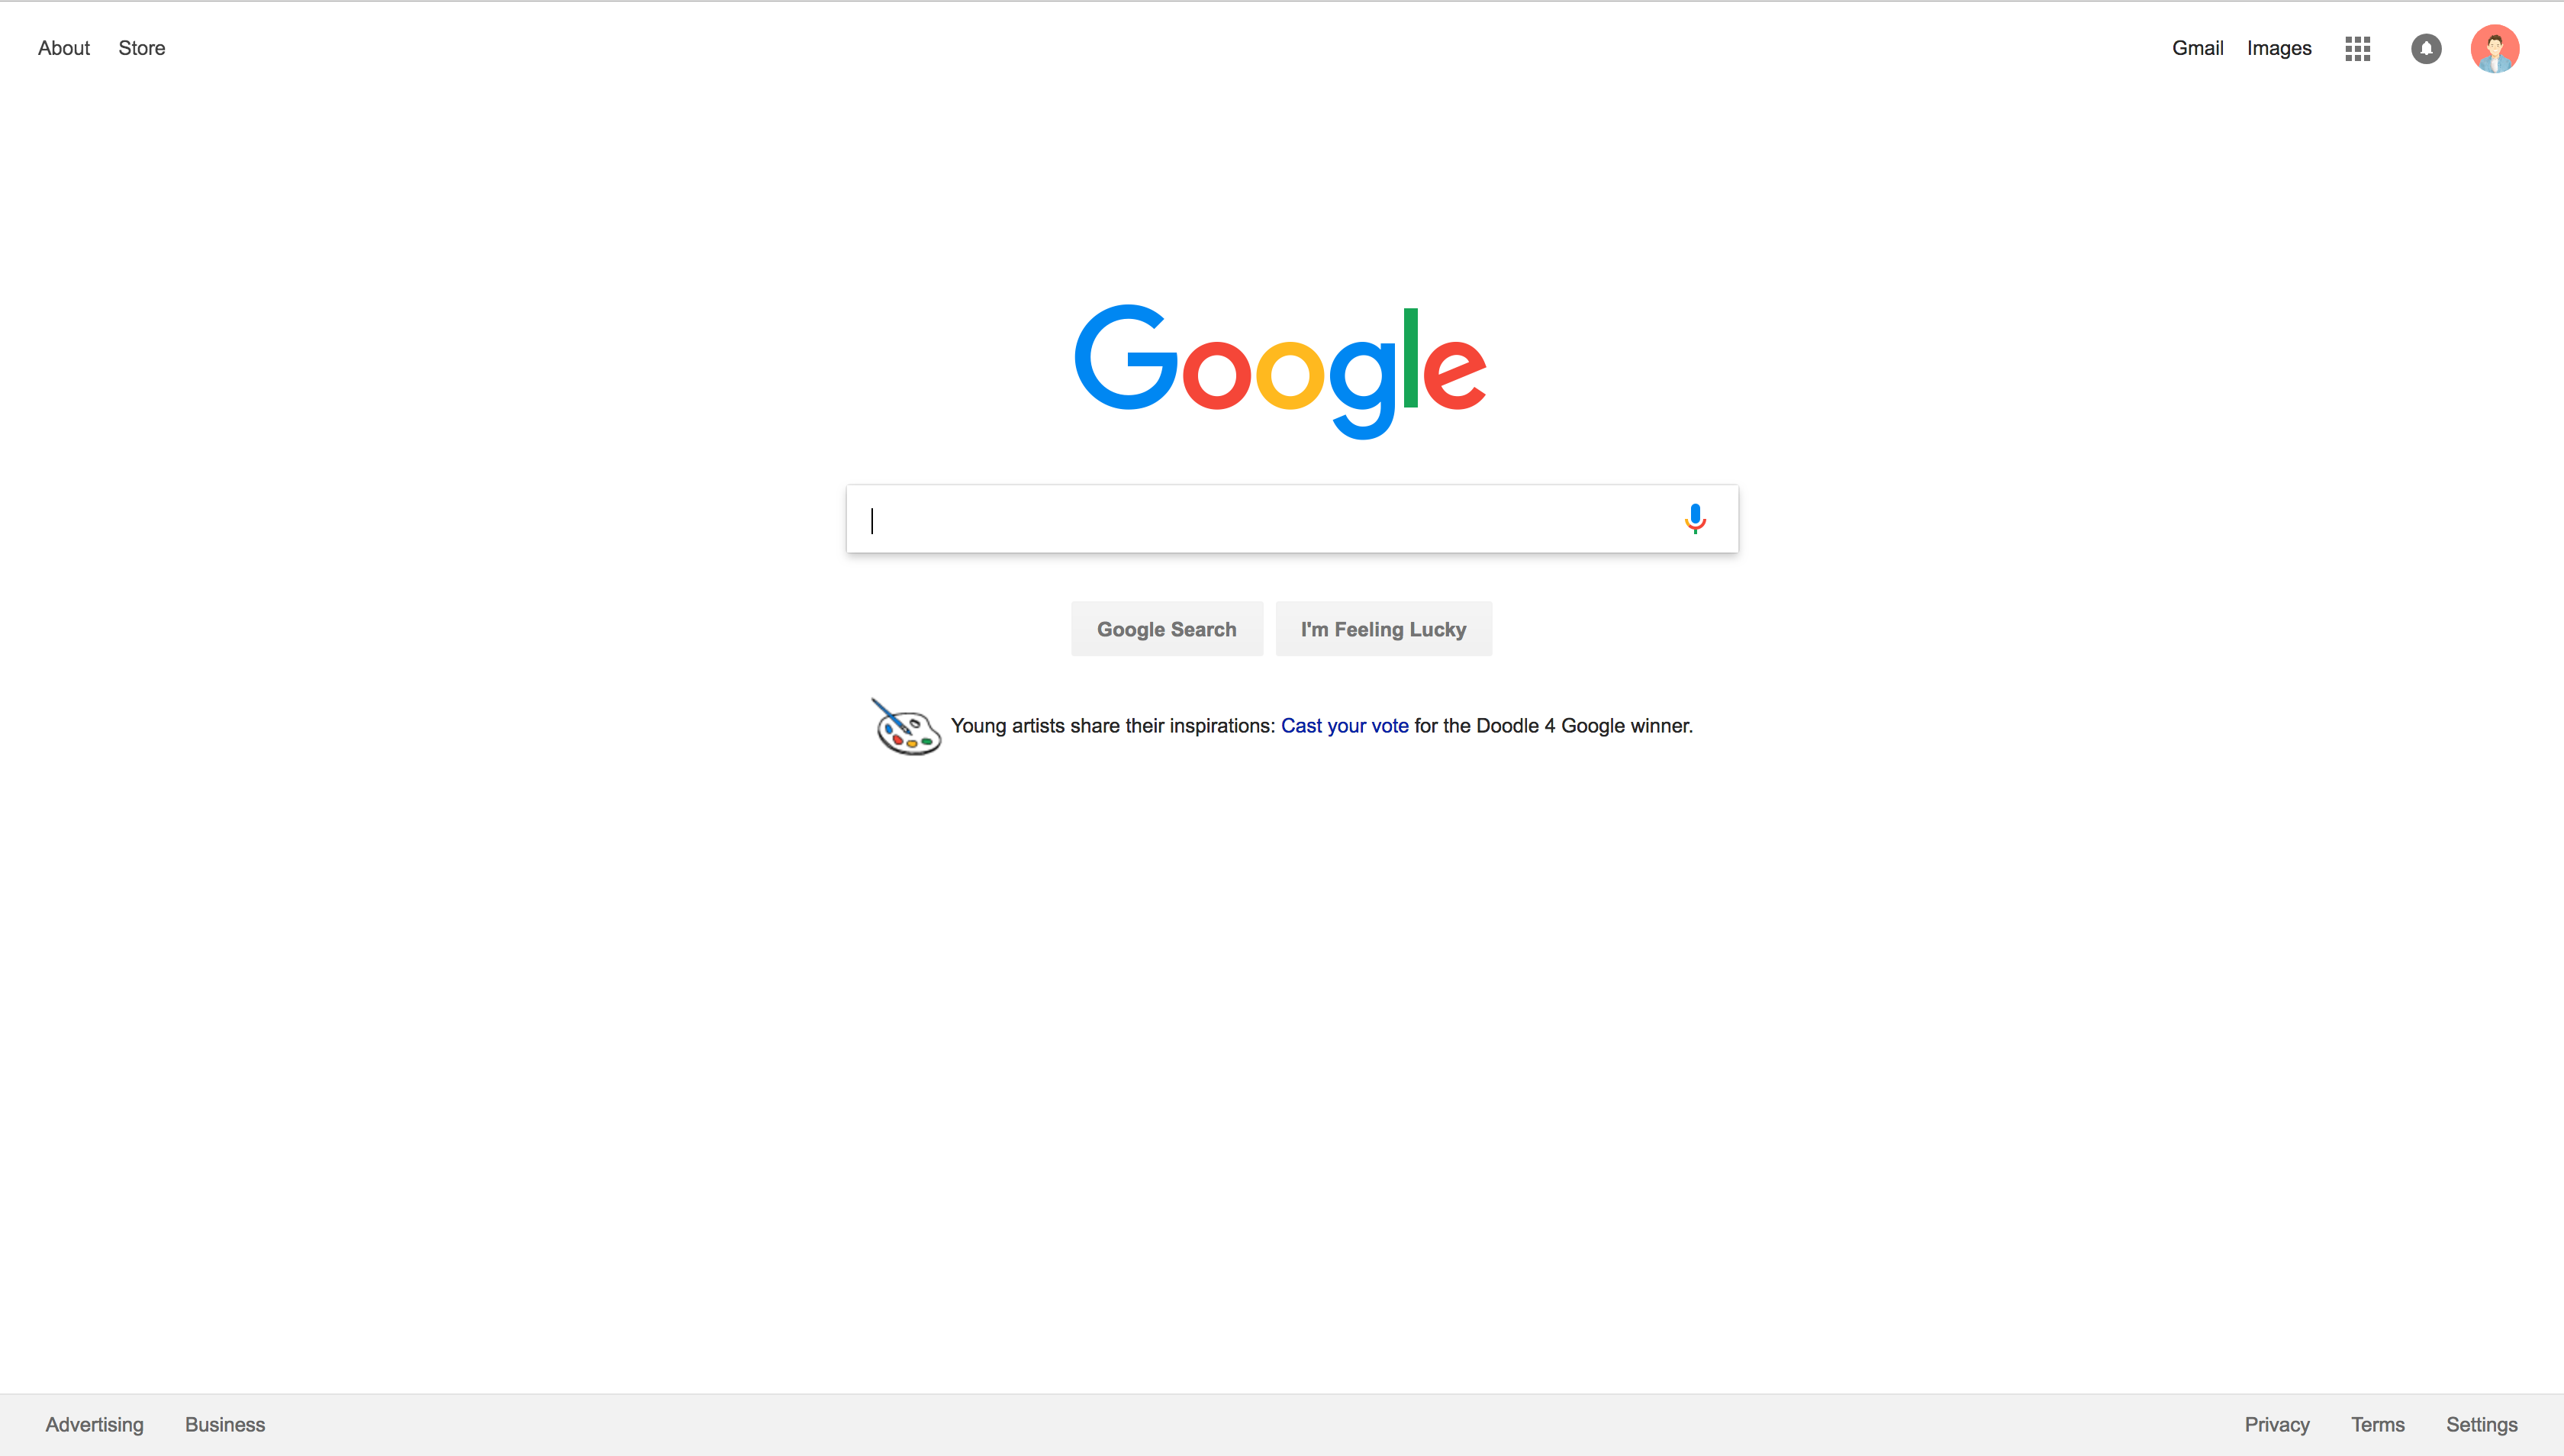 About Store Gmail Images
Google
Google Search I'm Feeling Lucky
Young artists share their inspirations: Cast your vote for the Doodle 4 Google winner.
Advertising Business Privacy Terms Settings